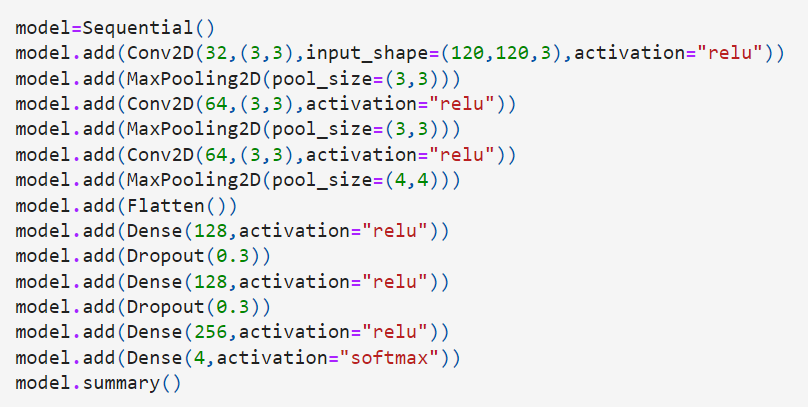 model=Sequential()
model.add(Conv2D(32,(3,3),input_shape=(120,120,3),activation="relu"))
model.add(MaxPooling2D(pool_size=(3,3)))
model.add(Conv2D(64,(3,3),activation="relu"))
model.add(MaxPooling2D(pool_size=(3,3)))
model.add(Conv2D(64,(3,3),activation="relu"))
model.add(MaxPooling2D(pool_size=(4,4)))
model.add(Flatten())
model.add(Dense(128,activation="relu"))
model.add(Dropout(0.3))
model.add(Dense(128,activation="relu"))
model.add(Dropout(0.3))
model.add(Dense(256,activation="relu"))
model.add(Dense(4,activation="softmax"))
model.summary()